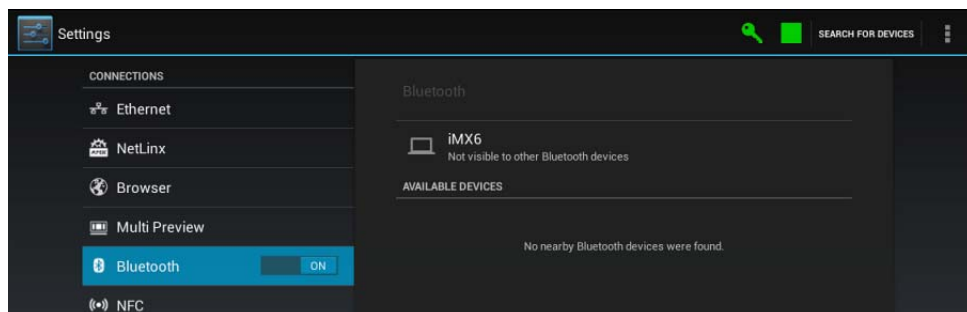 Settings
SEARCH FOR DEVICES
CONNECTIONS
Ethernet
NetLinx
Browser
Multi Preview
Bluetooth ON
NFC
Bluetooth
iMX6
Not visible to other Bluetooth devices
AVAILABLE DEVICES
No nearby Bluetooth devices were found.